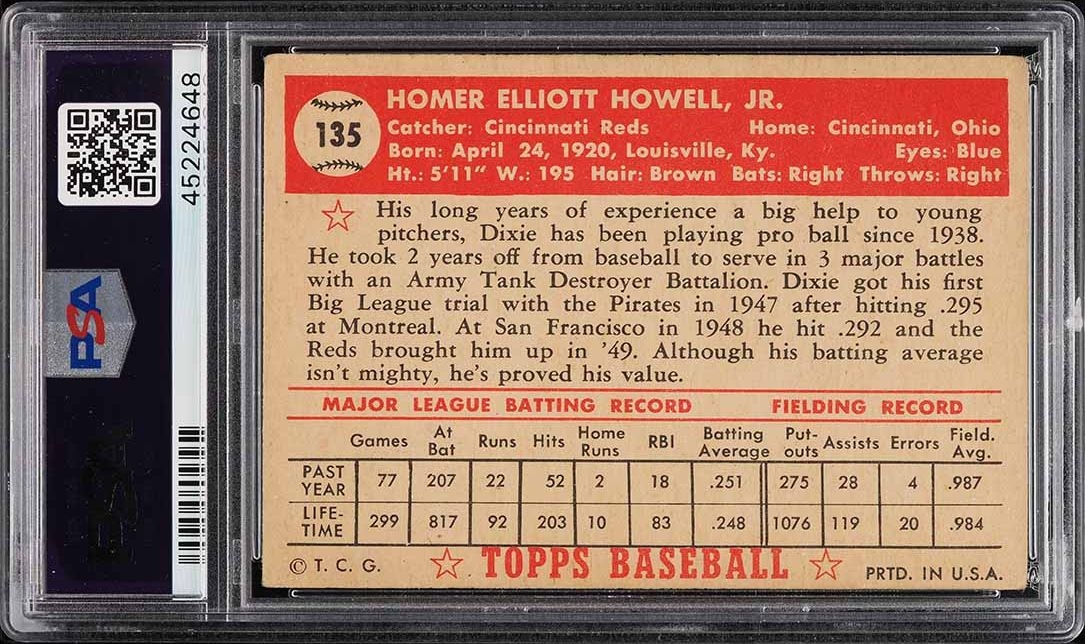 45224648
PSA
PSA
135
HOMER ELLIOTT HOWELL, JR.
Catcher: Cincinnati Reds Home: Cincinnati, Ohio
Born: April 24, 1920, Louisville, Ky. Eyes: Blue
Ht.: 5'11" W.: 195 Hair: Brown Bats: Right Throws: Right
His long years of experience a big help to young
pitchers, Dixie has been playing pro ball since 1938.
He took 2 years off from baseball to serve in 3 major battles
with an Army Tank Destroyer Battalion. Dixie got his first
Big League trial with the Pirates in 1947 after hitting .295
at Montreal. At San Francisco in 1948 he hit .292 and the
Reds brought him up in '49. Although his batting average
isn't mighty, he's proved his value.
MAJOR LEAGUE BATTING RECORD FIELDING RECORD
Games At Bat Runs Hits Home Runs RBI Batting Average Put-outs Assists Errors Field. Avg.
PAST YEAR 77 207 22 52 2 18 .251 275 28 4 .987
LIFE-TIME 299 817 92 203 10 83 .248 1076 119 20 .984
© T. C. G. TOPPS BASEBALL PRTD. IN U.S.A.